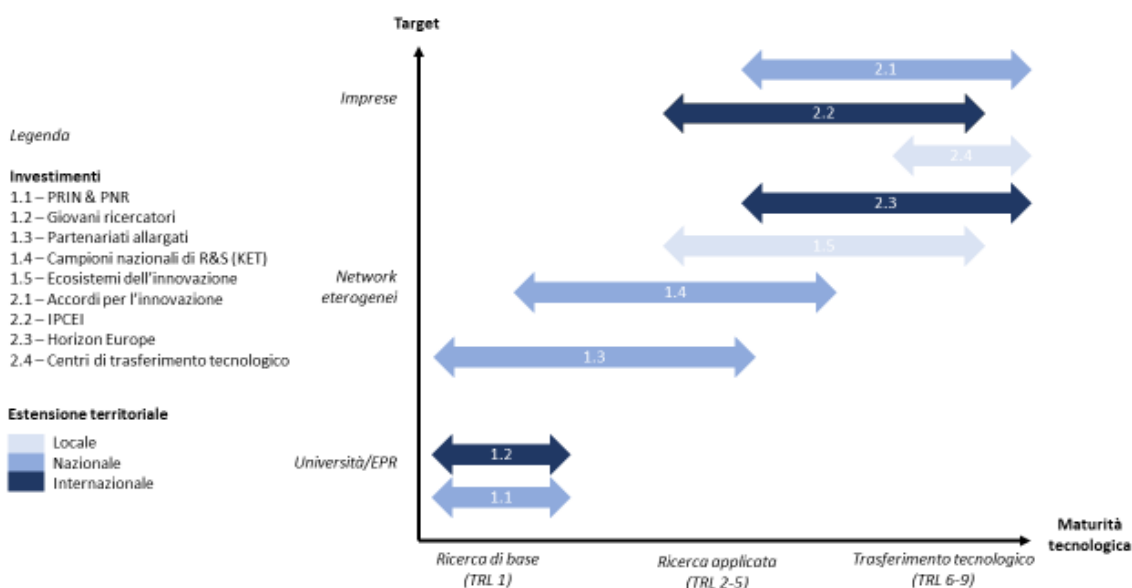 Target
Imprese
2.1
2.2
2.4
2.3
1.5
Network
eterogenei
1.4
1.3
Università/EPR
1.2
1.1
Legenda
Investimenti
1.1 – PRIN & PNR
1.2 – Giovani ricercatori
1.3 – Partenariati allargati
1.4 – Campioni nazionali di R&S (KET)
1.5 – Ecosistemi dell'innovazione
2.1 – Accordi per l'innovazione
2.2 – IPCEI
2.3 – Horizon Europe
2.4 – Centri di trasferimento tecnologico
Estensione territoriale
Locale
Nazionale
Internazionale
Ricerca di base
(TRL 1)
Ricerca applicata
(TRL 2-5)
Trasferimento tecnologico
(TRL 6-9)
Maturità
tecnologica